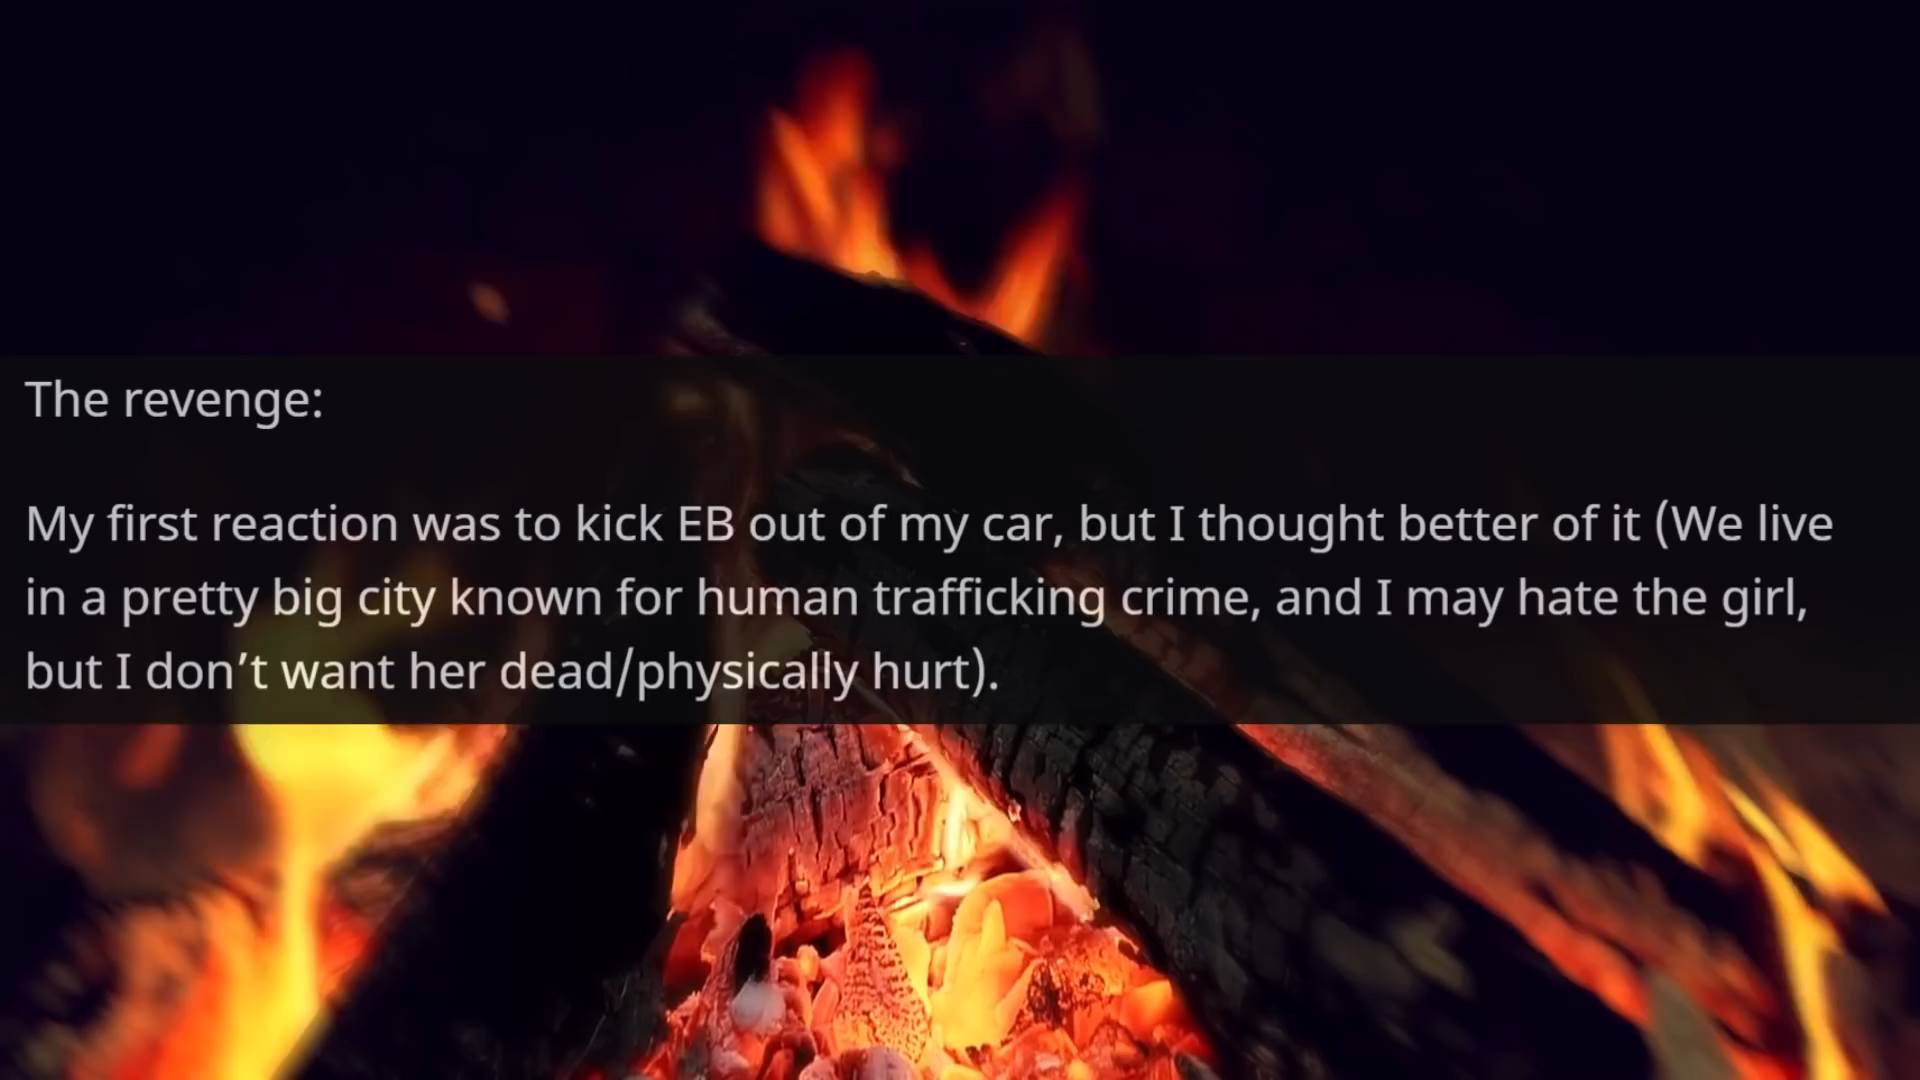 The revenge:
My first reaction was to kick EB out of my car, but I thought better of it (We live
in a pretty big city known for human trafficking crime, and I may hate the girl,
but I don’t want her dead/physically hurt).